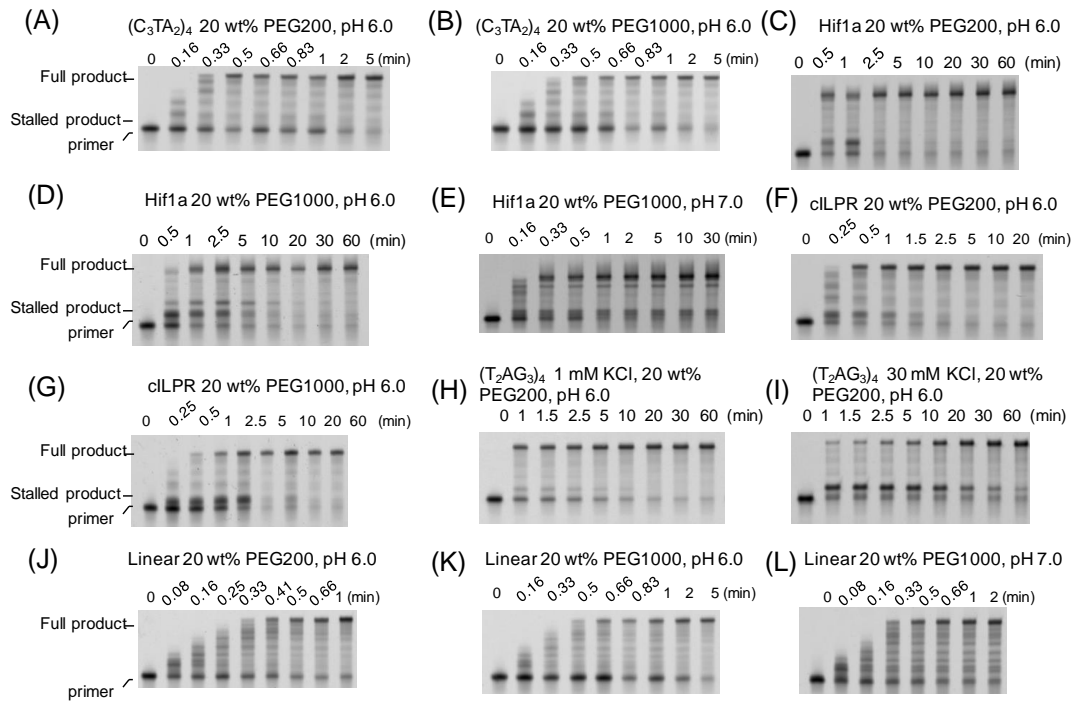 (A) (C3TA2)4 20 wt% PEG200, pH 6.0
0 0.16 0.33 0.5 0.66 0.83 1 2 5 (min)
Full product
Stalled product
primer
(B) (C3TA2)4 20 wt% PEG1000, pH 6.0
0 0.16 0.33 0.5 0.66 0.83 1 2 5 (min)
(C) Hif1a 20 wt% PEG200, pH 6.0
0 0.5 1 2.5 5 10 20 30 60 (min)
(D) Hif1a 20 wt% PEG1000, pH 6.0
0 0.5 1 2.5 5 10 20 30 60 (min)
Full product
Stalled product
primer
(E) Hif1a 20 wt% PEG1000, pH 7.0
0 0.16 0.33 0.5 1 2 5 10 30 (min)
(F) cILPR 20 wt% PEG200, pH 6.0
0 0.25 0.5 1 1.5 2.5 5 10 20 (min)
(G) cILPR 20 wt% PEG1000, pH 6.0
0 0.25 0.5 1 2.5 5 10 20 60 (min)
Full product
Stalled product
primer
(H) (T2AG3)4 1 mM KCl, 20 wt%
PEG200, pH 6.0
0 1 1.5 2.5 5 10 20 30 60 (min)
(I) (T2AG3)4 30 mM KCl, 20 wt%
PEG200, pH 6.0
0 1 1.5 2.5 5 10 20 30 60 (min)
(J) Linear 20 wt% PEG200, pH 6.0
0 0.08 0.16 0.25 0.33 0.41 0.5 0.66 1 (min)
Full product
primer
(K) Linear 20 wt% PEG1000, pH 6.0
0 0.16 0.33 0.5 0.66 0.83 1 2 5 (min)
(L) Linear 20 wt% PEG1000, pH 7.0
0 0.08 0.16 0.33 0.5 0.66 1 2 (min)